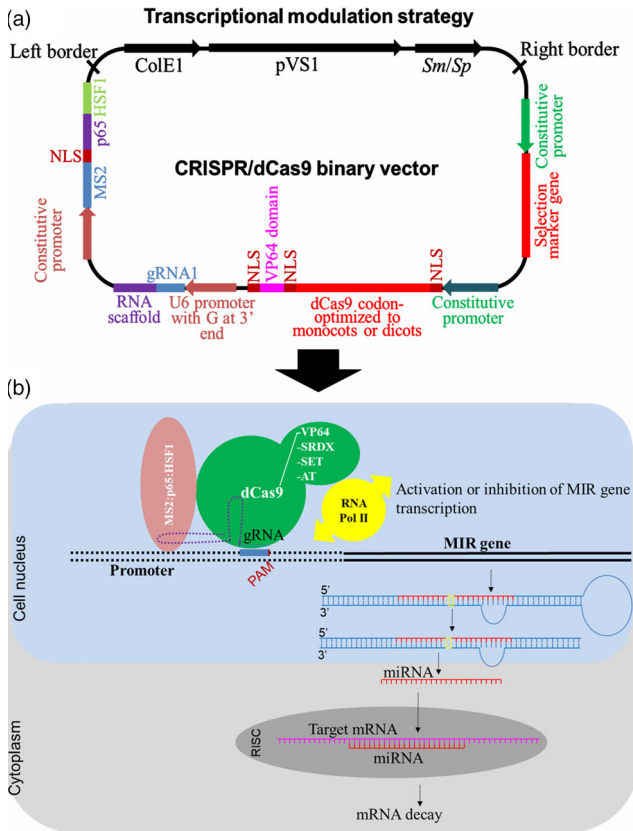 (a)
Transcriptional modulation strategy
Left border
Right border
ColE1
pVS1
Sm/Sp
HSF1
p65
NLS
MS2
Constitutive
promoter
Constitutive
promoter
Selection
marker gene
CRISPR/dCas9 binary vector
NLS
VP64 domain
NLS
NLS
gRNA1
RNA
scaffold
U6 promoter
with G at 3'
end
dCas9 codon-
optimized to
monocots or dicots
Constitutive
promoter
(b)
Cell nucleus
MS2:p65:HSF1
-VP64
-SRDX
-SET
-AT
dCas9
gRNA
RNA
Pol II
Activation or inhibition of MIR gene
transcription
Promoter
PAM
MIR gene
5'
3'
5'
3'
miRNA
Cytoplasm
RISC
Target mRNA
miRNA
mRNA decay